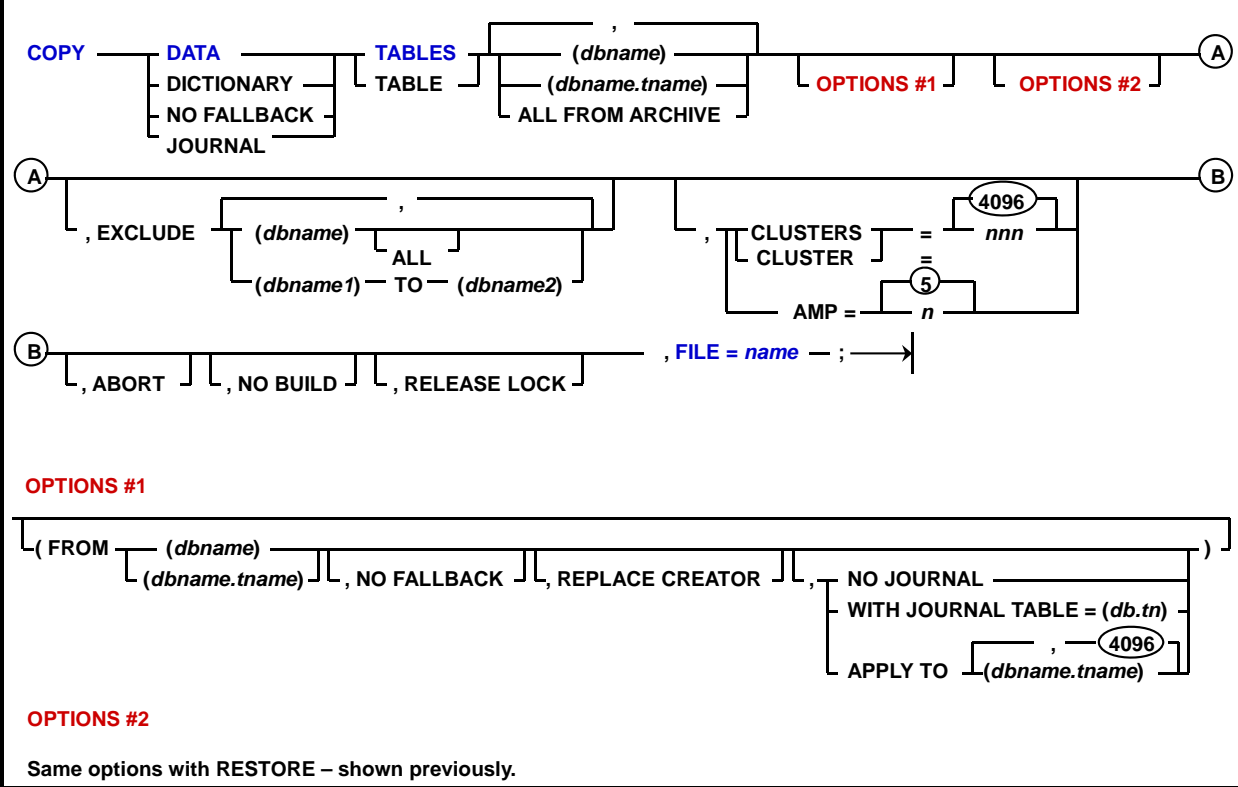 ,
COPY DATA TABLES (dbname) A
DICTIONARY TABLE (dbname.tname) OPTIONS #1 OPTIONS #2
NO FALLBACK ALL FROM ARCHIVE
JOURNAL
A B
, 4096
, EXCLUDE (dbname) , CLUSTERS = nnn
ALL CLUSTER =
5
(dbname1) TO (dbname2) AMP = n
B , FILE = name ;
, ABORT , NO BUILD , RELEASE LOCK
OPTIONS #1
( FROM (dbname) , NO JOURNAL )
(dbname.tname) , NO FALLBACK , REPLACE CREATOR
WITH JOURNAL TABLE = (db.tn)
, 4096
APPLY TO (dbname.tname)
OPTIONS #2
Same options with RESTORE – shown previously.